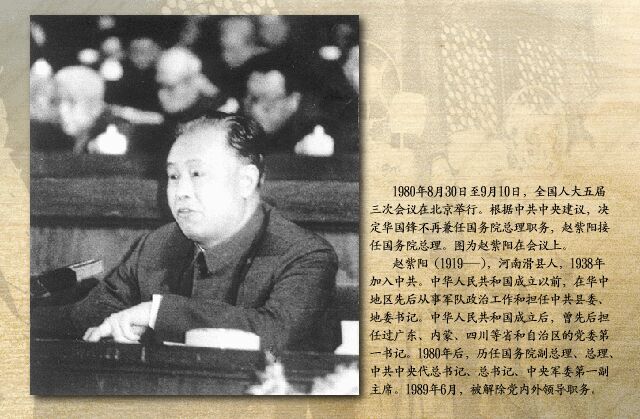 1980年8月30日至9月10日，全国人大五届
三次会议在北京举行。根据中共中央建议，决
定华国锋不再兼任国务院总理职务，赵紫阳接
任国务院总理。图为赵紫阳在会议上。
赵紫阳（1919—），河南滑县人，1938年
加入中共。中华人民共和国成立以前，在华中
地区先后从事军队政治工作和担任中共县委、
地委书记。中华人民共和国成立后，曾先后担
任过广东、内蒙、四川等省和自治区的党委第
一书记。1980年后，历任国务院副总理、总理、
中共中央代总书记、总书记、中央军委第一副
主席。1989年6月，被解除党内外领导职务。